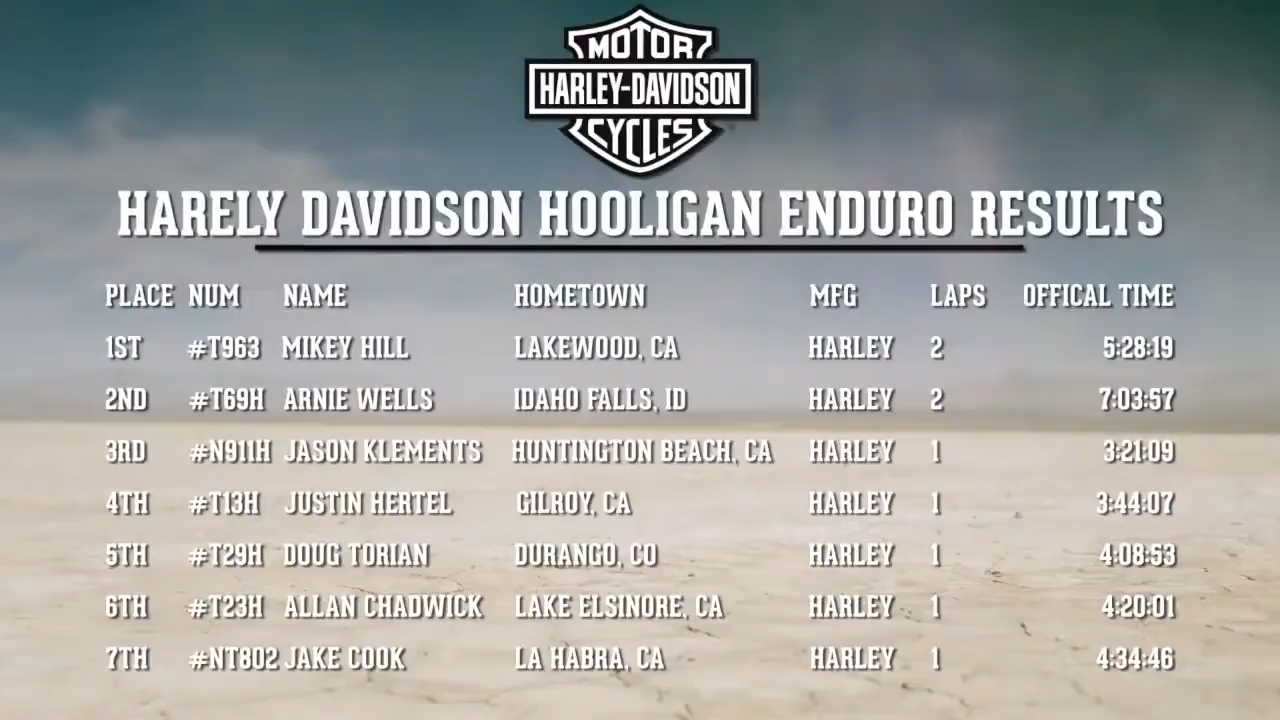 MOTOR
HARLEY-DAVIDSON
CYCLES
HARELY DAVIDSON HOOLIGAN ENDURO RESULTS
PLACE NUM NAME HOMETOWN MFG LAPS OFFICAL TIME
1ST #T963 MIKEY HILL LAKEWOOD, CA HARLEY 2 5:28:19
2ND #T69H ARNIE WELLS IDAHO FALLS, ID HARLEY 2 7:03:57
3RD #N911H JASON KLEMENTS HUNTINGTON BEACH, CA HARLEY 1 3:21:09
4TH #T13H JUSTIN HERTEL GILROY, CA HARLEY 1 3:44:07
5TH #T29H DOUG TORIAN DURANGO, CO HARLEY 1 4:08:53
6TH #T23H ALLAN CHADWICK LAKE ELSINORE, CA HARLEY 1 4:20:01
7TH #NT802 JAKE COOK LA HABRA, CA HARLEY 1 4:34:46